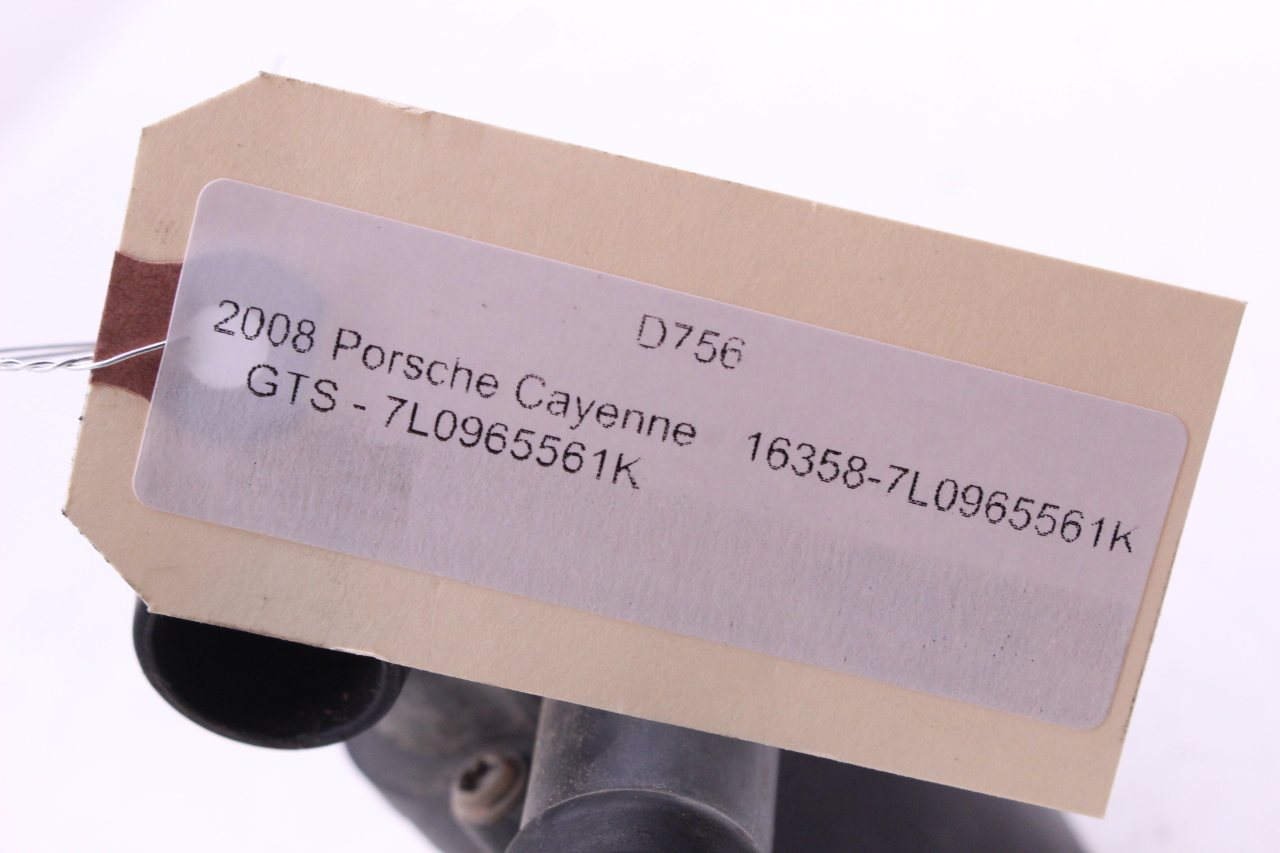 D756
2008 Porsche Cayenne 16358-7L0965561K
GTS - 7L0965561K